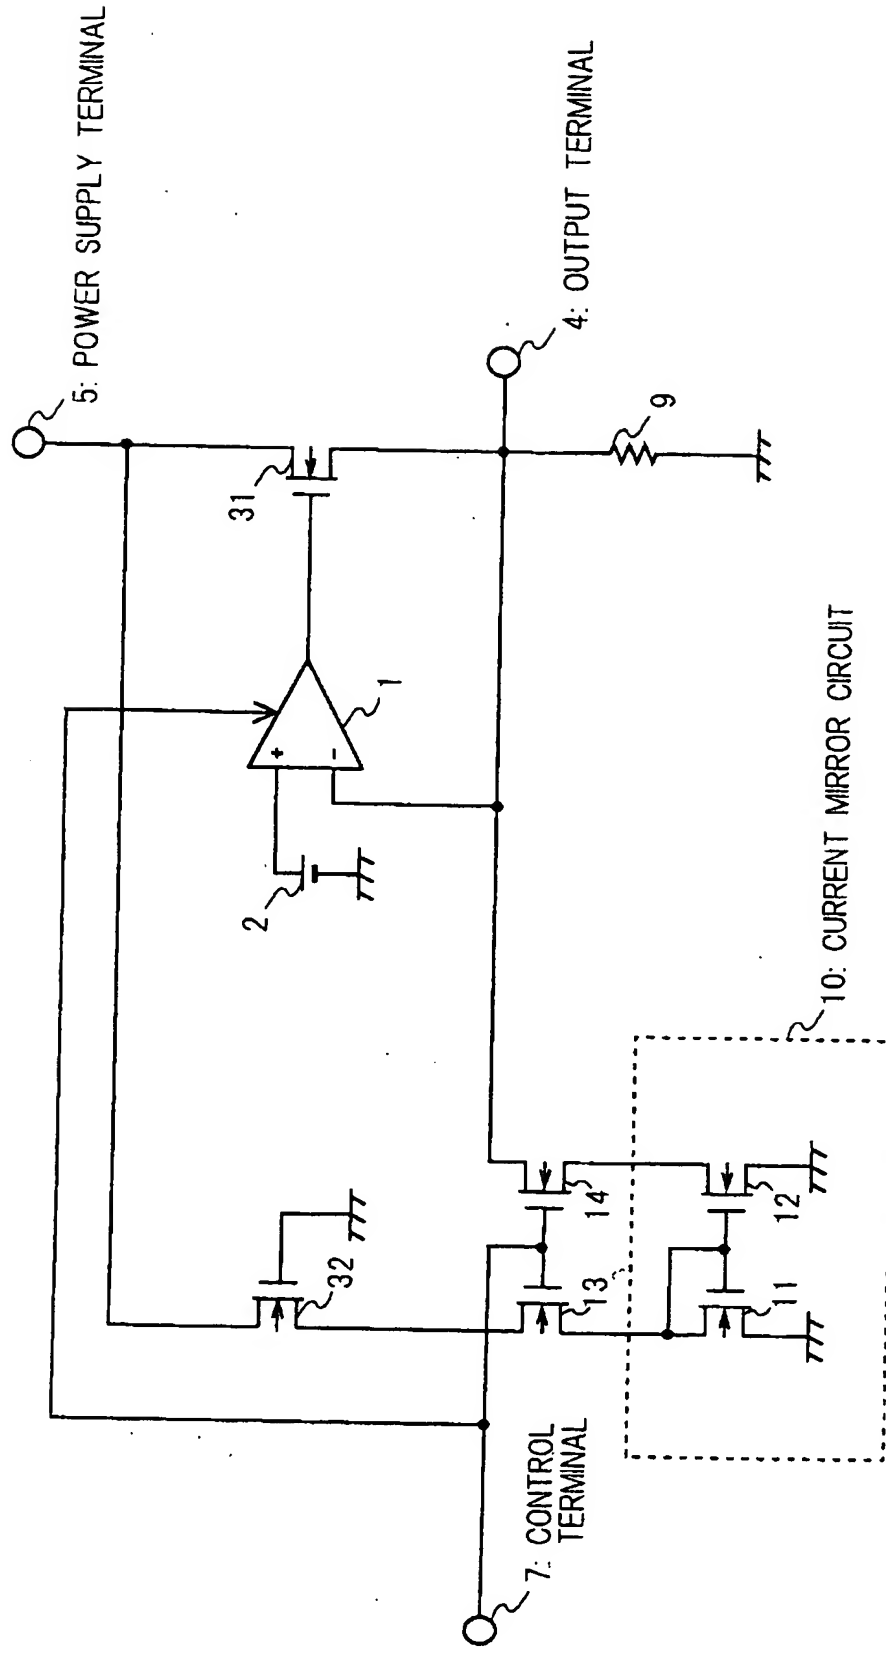 5: POWER SUPPLY TERMINAL
4: OUTPUT TERMINAL
31
9
1
+
-
2
32
14
13
12
11
10: CURRENT MIRROR CIRCUIT
7: CONTROL
TERMINAL